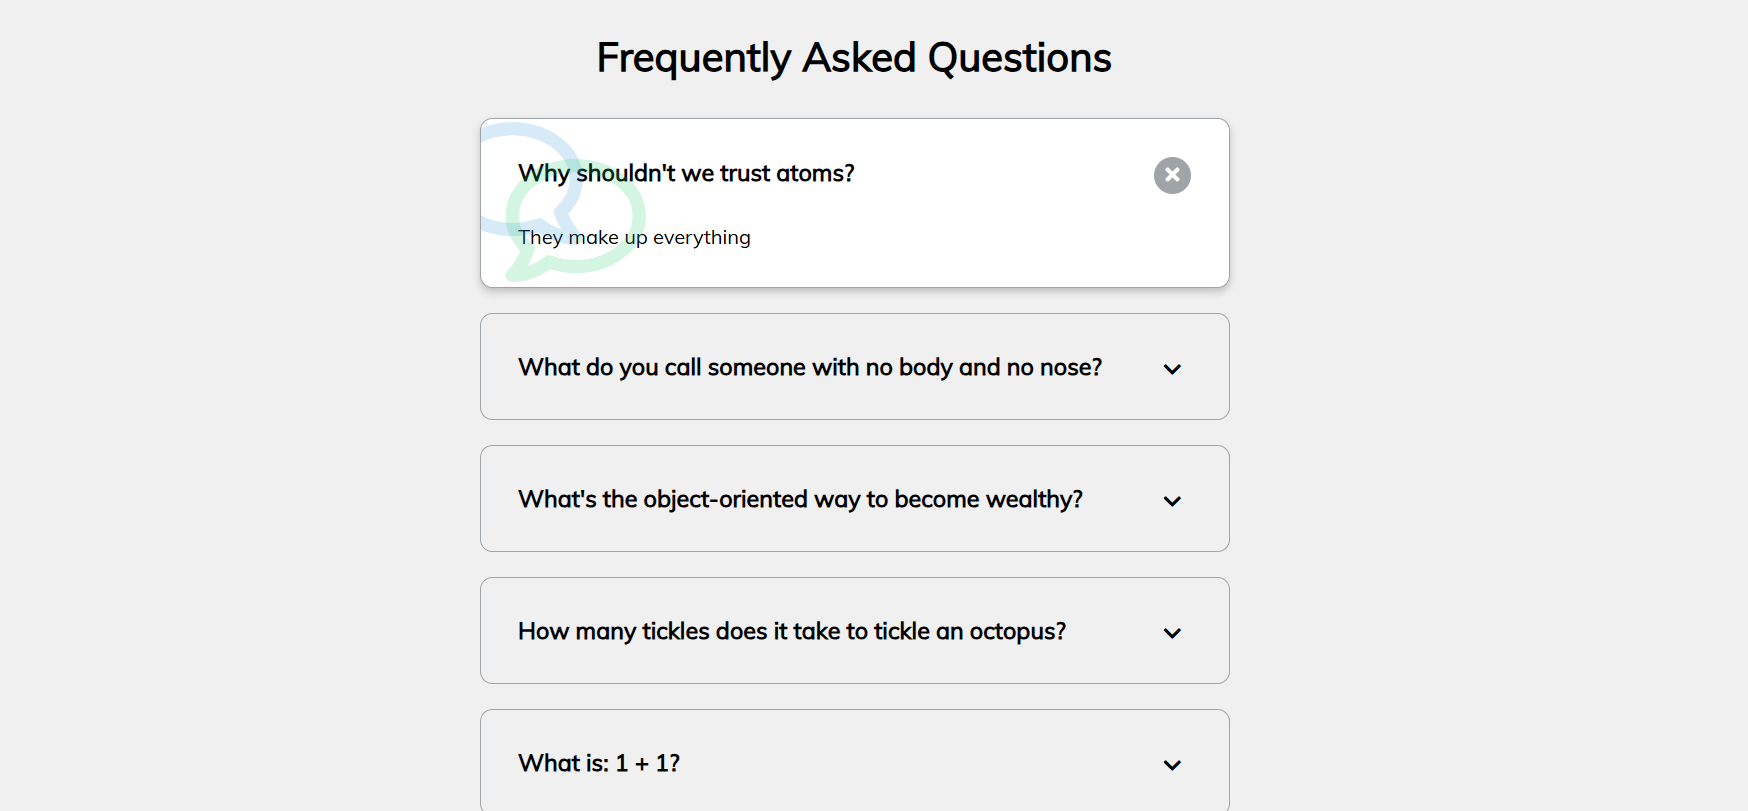 Frequently Asked Questions
Why shouldn't we trust atoms?
They make up everything
What do you call someone with no body and no nose?
What's the object-oriented way to become wealthy?
How many tickles does it take to tickle an octopus?
What is: 1 + 1?